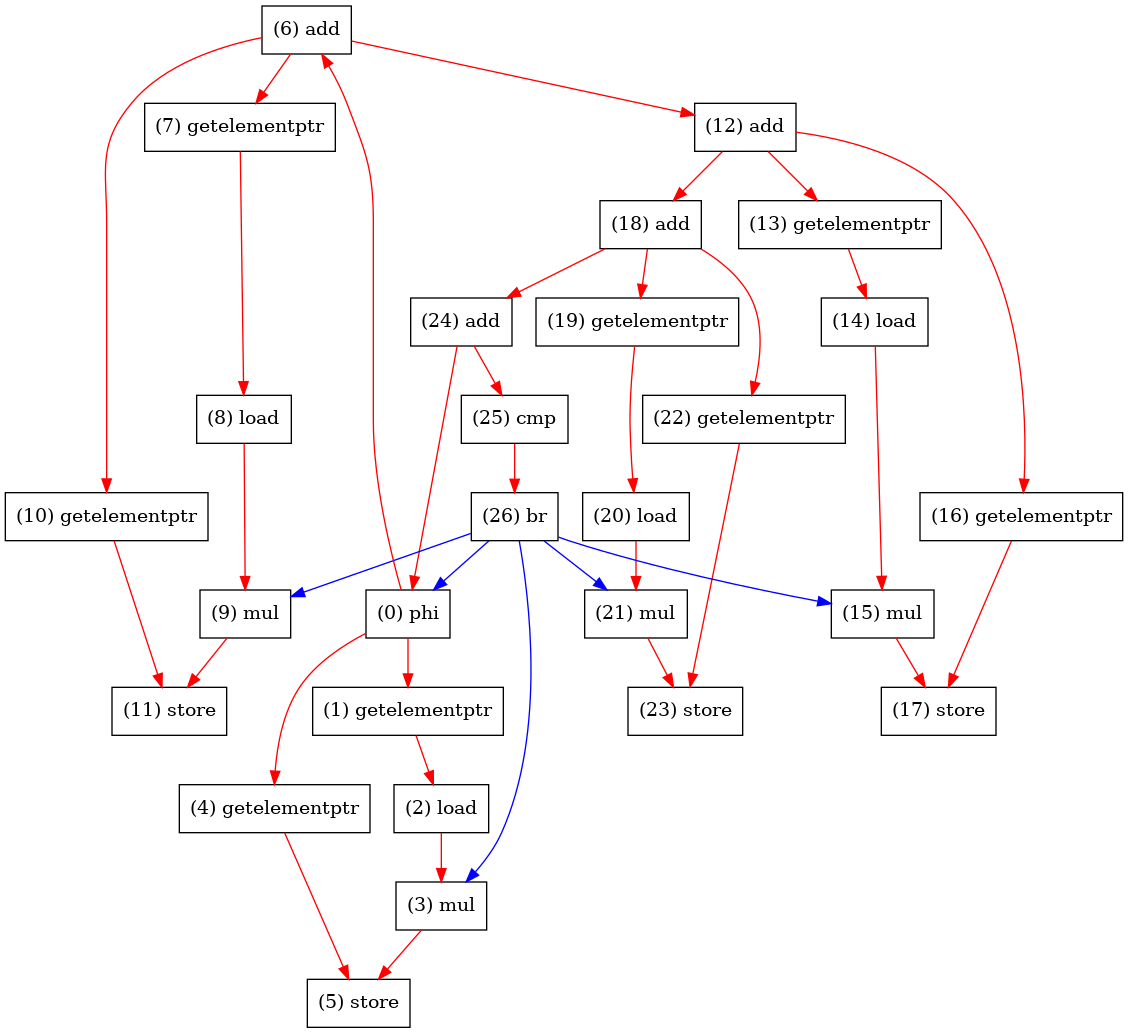 (6) add
(7) getelementptr
(12) add
(18) add
(13) getelementptr
(24) add
(19) getelementptr
(14) load
(8) load
(25) cmp
(22) getelementptr
(10) getelementptr
(26) br
(20) load
(16) getelementptr
(9) mul
(0) phi
(21) mul
(15) mul
(11) store
(1) getelementptr
(23) store
(17) store
(4) getelementptr
(2) load
(3) mul
(5) store